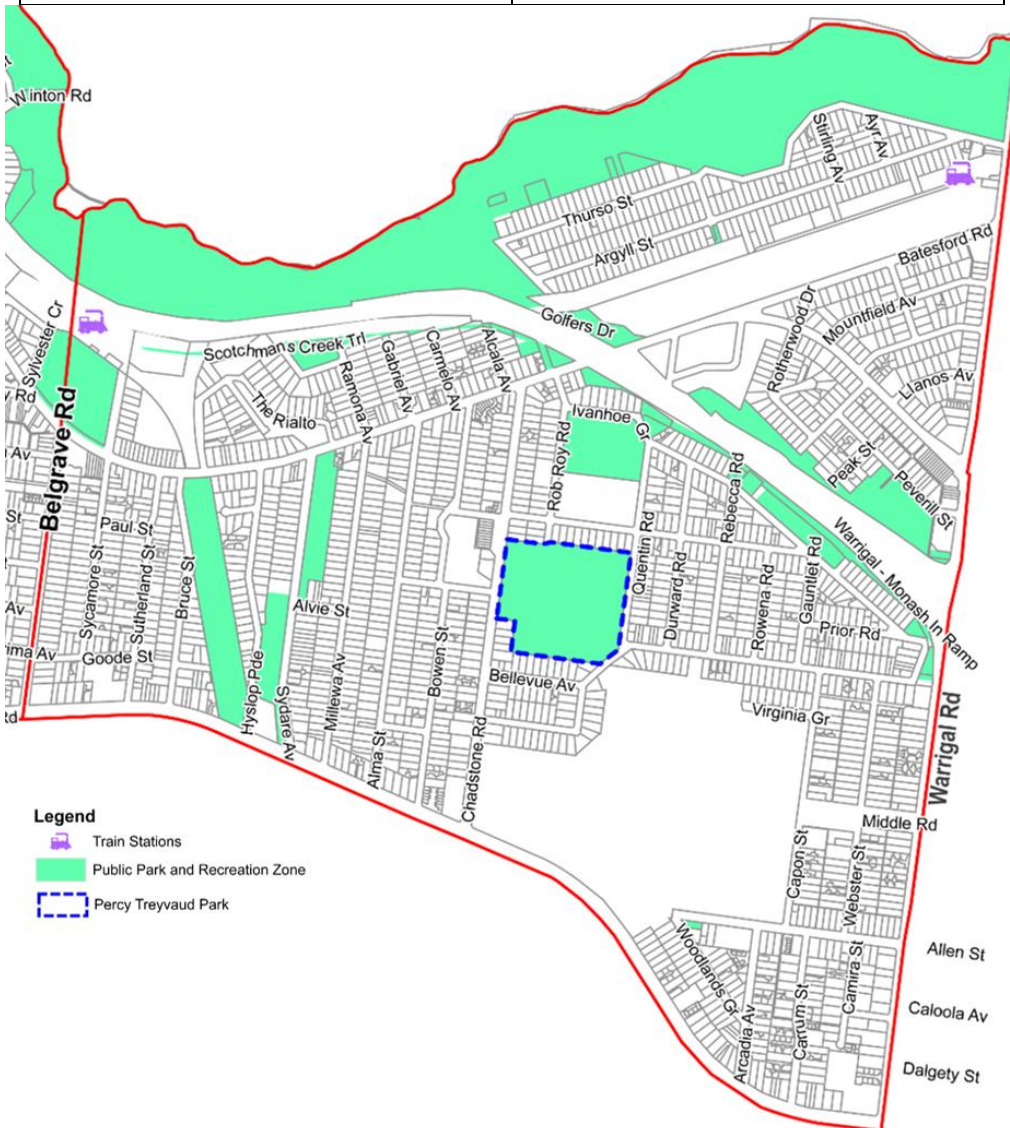 Winton Rd
Stirling Av
Ayr Av
Thurso St
Argyll St
Batesford Rd
Golfers Dr
Sylvester Cr
Scotchman's Creek Trl
Rotherwood Dr
Mountfield Av
Llanos Av
Alcala Av
Carmelo Av
Gabriel Av
Ramona Av
The Rialto
Belgrave Rd
Ivanhoe Gr
Rob Roy Rd
Peak St
Peverill St
Rebecca Rd
Quentin Rd
Warrigal - Monash In Ramp
Paul St
Sycamore St
Sutherland St
Bruce St
Durward Rd
Rowena Rd
Gauntlet Rd
Prior Rd
Alvie St
Goode St
Hyslop Pde
Sydare Av
Millewa Av
Alma St
Bowen St
Bellevue Av
Chadstone Rd
Virginia Gr
Warrigal Rd
Legend
Train Stations
Public Park and Recreation Zone
Percy Treyvaud Park
Middle Rd
Capon St
Webster St
Woodlands Gr
Allen St
Camira St
Carrum St
Arcadia Av
Caloola Av
Dalgety St